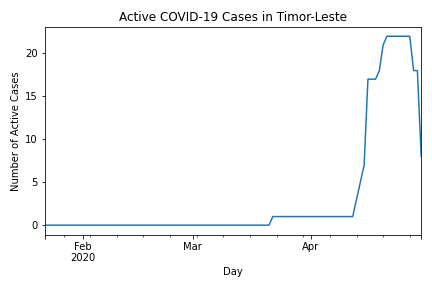 Active COVID-19 Cases in Timor-Leste
Number of Active Cases
20
15
10
5
0
Feb
2020
Mar
Apr
Day